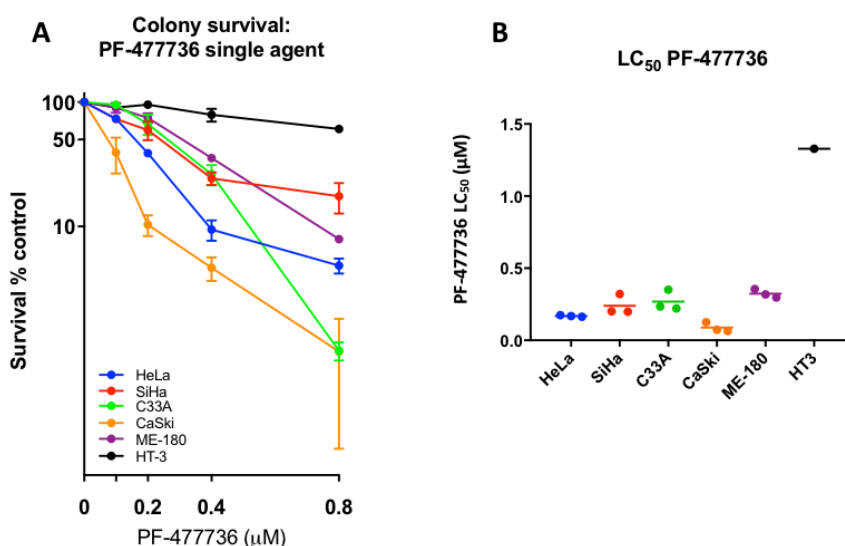 A
Colony survival:
PF-477736 single agent
100
50
10
Survival % control
HeLa
SiHa
C33A
CaSki
ME-180
HT-3
0
0.2
0.4
0.8
PF-477736 (μM)
B
LC50 PF-477736
1.5
1.0
0.5
0.0
PF-477736 LC50 (μM)
HeLa
SiHa
C33A
CaSki
ME-180
HT3